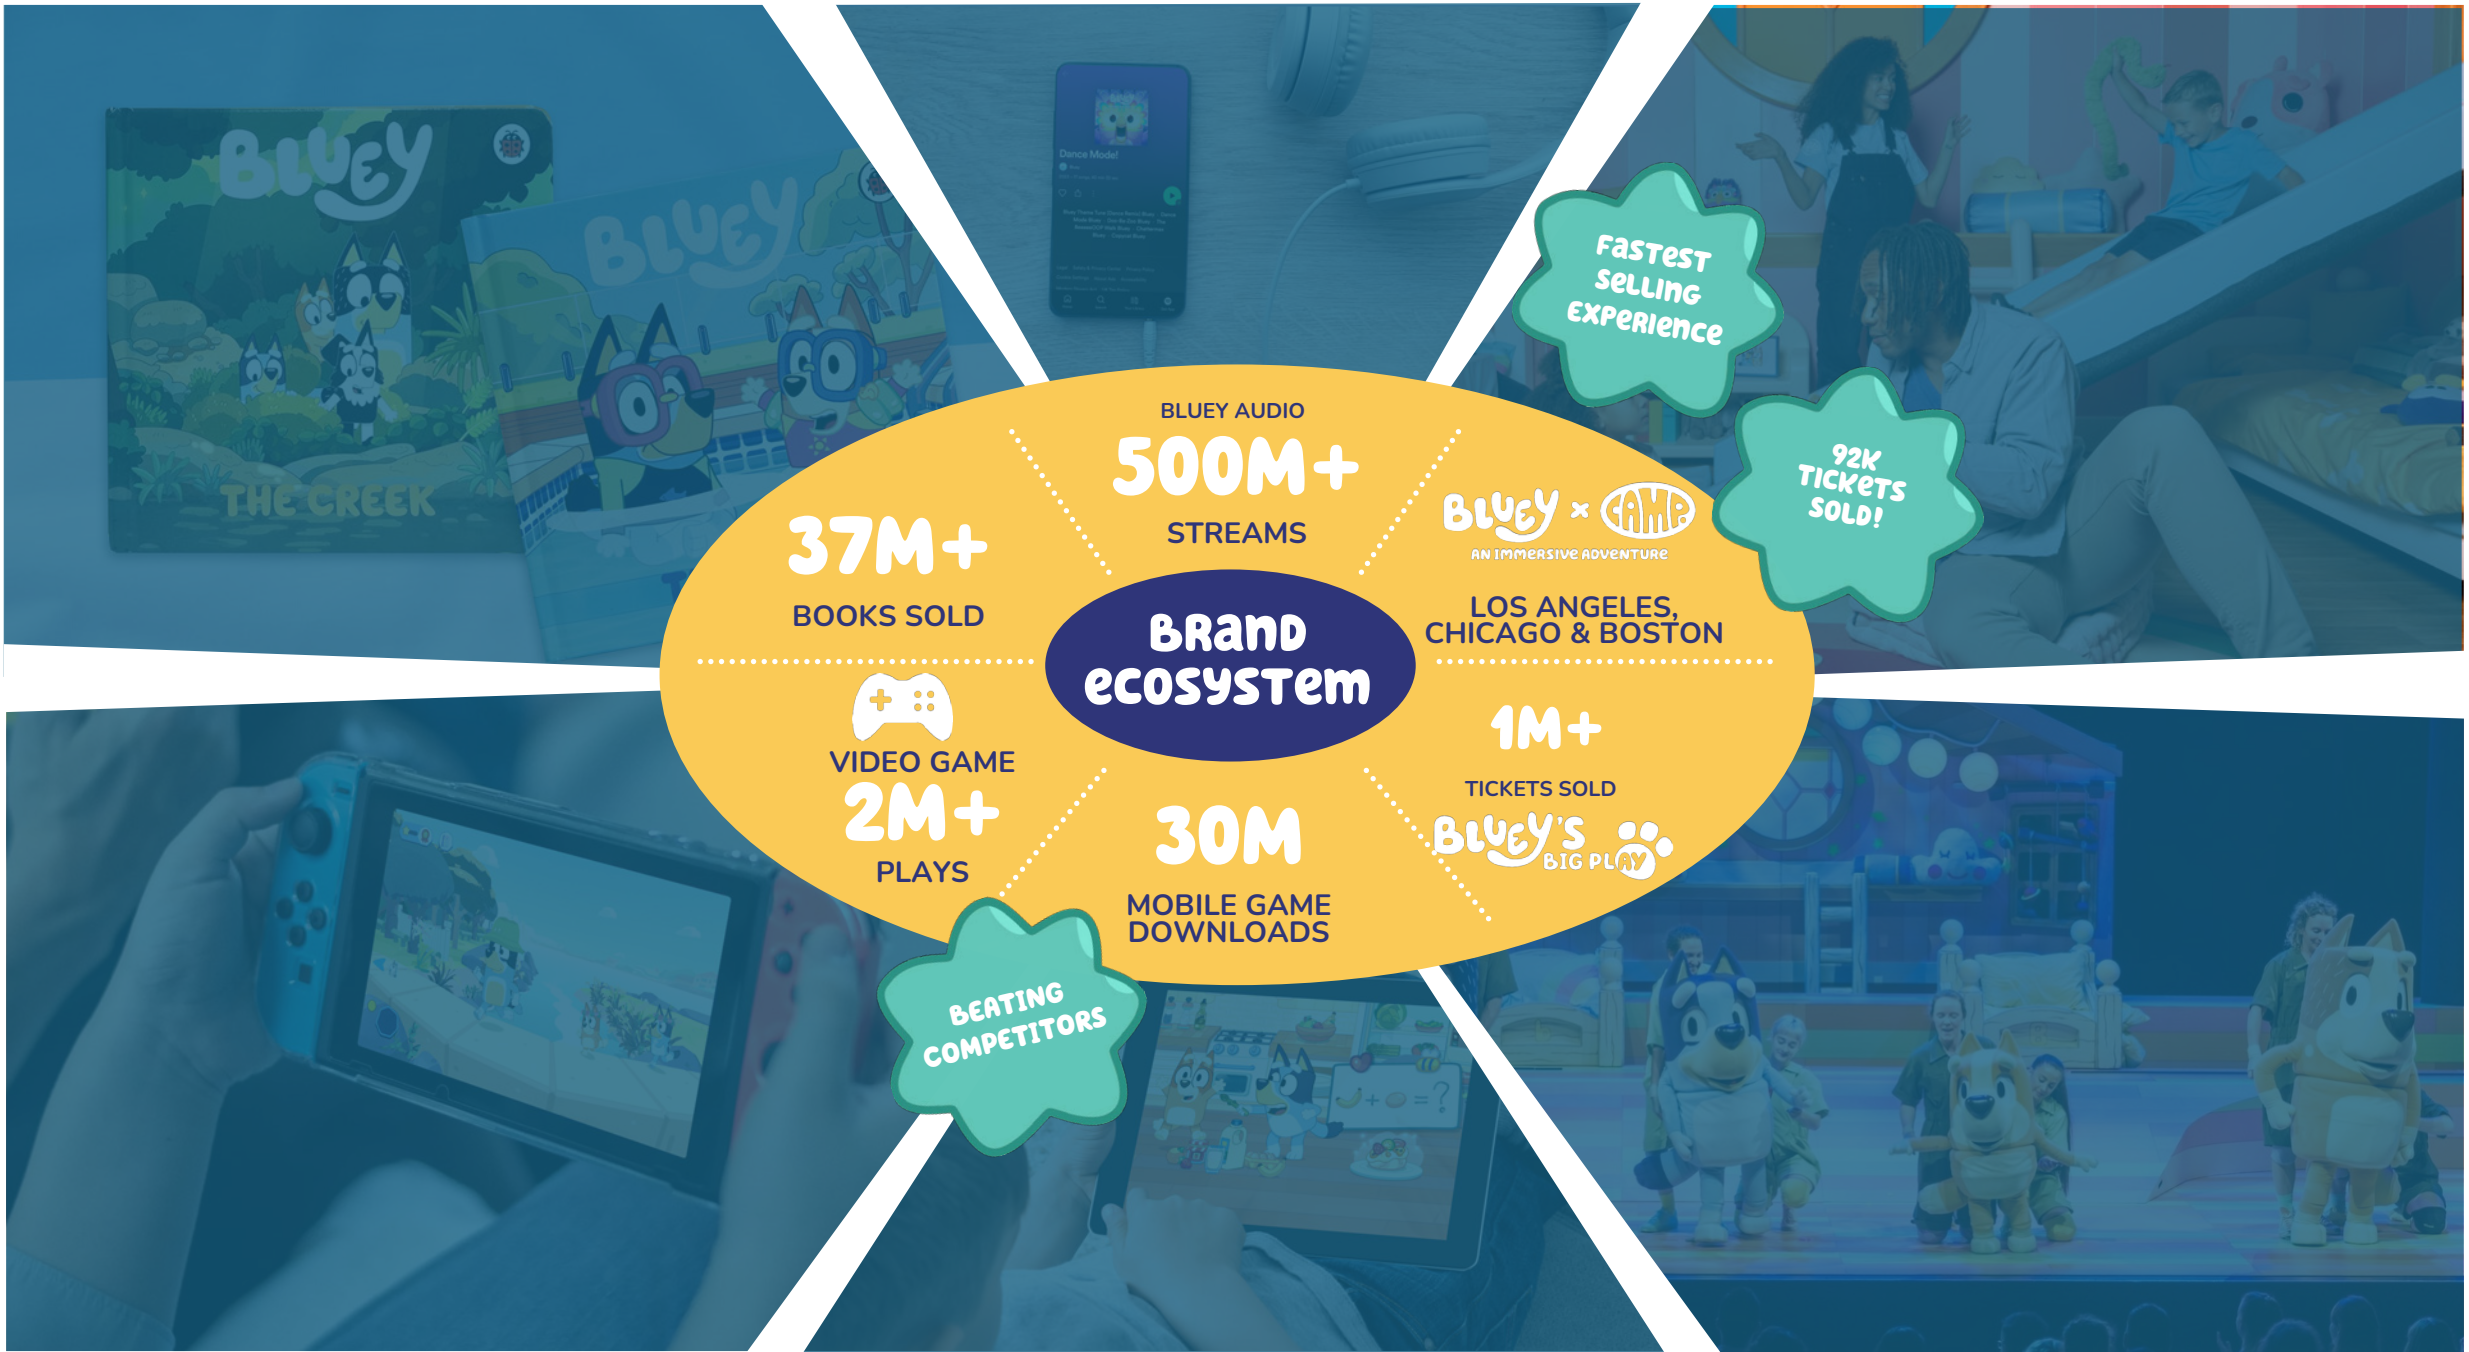 BLUEY
THE CREEK
BLUEY
Dance Mode!
FASTEST
SELLING
EXPERIENCE
92K
TICKETS
SOLD!
BLUEY AUDIO
500M+
STREAMS
37M+
BOOKS SOLD
BLUEY x CAMP
AN IMMERSIVE ADVENTURE
LOS ANGELES,
CHICAGO & BOSTON
BRAND
ECOSYSTEM
VIDEO GAME
2M+
PLAYS
30M
MOBILE GAME
DOWNLOADS
1M+
TICKETS SOLD
BLUEY'S
BIG PLAY
BEATING
COMPETITORS
+ = ?